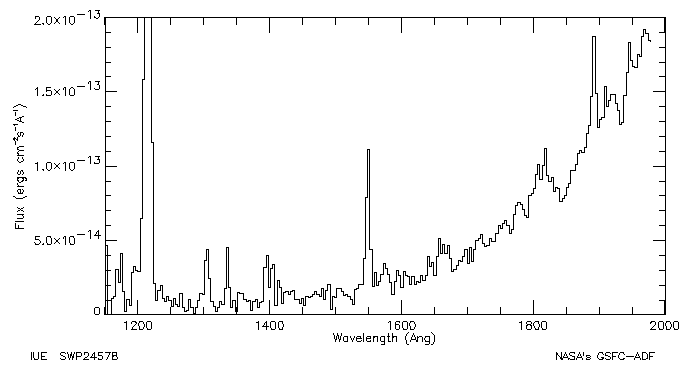 2.0×10⁻¹³
1.5×10⁻¹³
1.0×10⁻¹³
5.0×10⁻¹⁴
0
Flux (ergs cm⁻²s⁻¹A⁻¹)
1200 1400 1600 1800 2000
Wavelength (Ang)
IUE SWP24578 NASA's GSFC–ADF